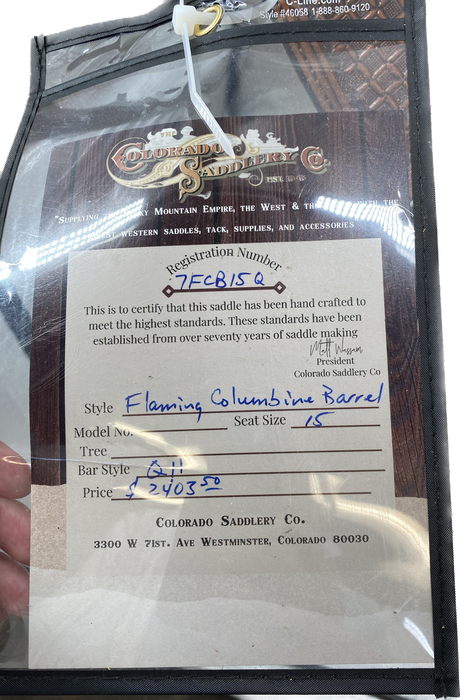 C-Line.com
Style #46058 1-888-860-9120
THE
COLORADO
SADDLERY CO.
EST.
"SUPPLYING MOUNTAIN EMPIRE, THE WEST & THE WITH THE
WESTERN SADDLES, TACK, SUPPLIES, AND ACCESSORIES
Registration Number
7FCB15Q
This is to certify that this saddle has been hand crafted to
meet the highest standards. These standards have been
established from over seventy years of saddle making
President
Colorado Saddlery Co
Style Flaming Columbine Barrel
Model No. Seat Size 15
Tree
Bar Style QH
Price $ 2403 50
COLORADO SADDLERY CO.
3300 W 71ST. AVE WESTMINSTER, COLORADO 80030